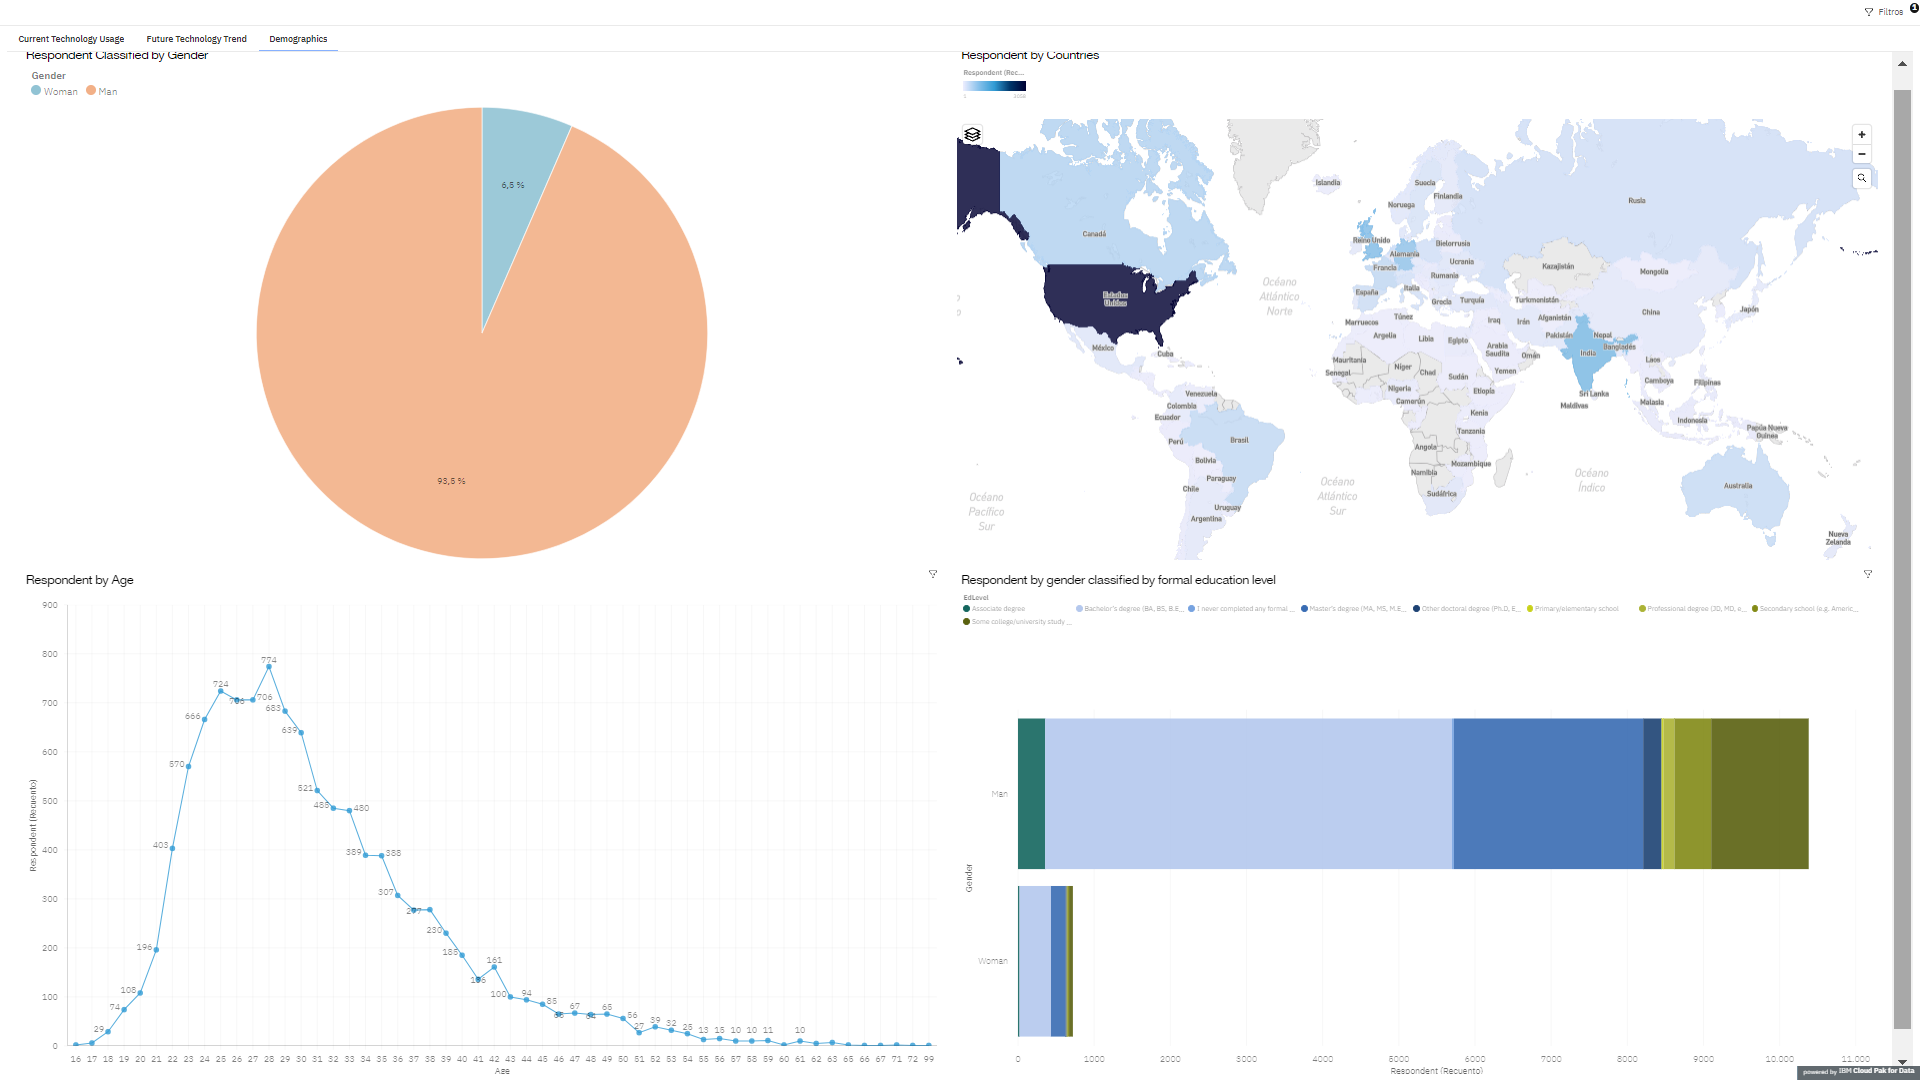 Filtros 1
Current Technology Usage Future Technology Trend Demographics
Respondent Classified by Gender
Gender
Woman Man
6,5 %
93,5 %
Respondent by Countries
Respondent (Rec...
Islandia
Suecia
Finlandia
Noruega
Rusia
Canadá
Reino Unido
Bielorrusia
Alemania
Ucrania
Francia
Kazajistán
Mongolia
Rumanía
Océano
Atlántico
Norte
España
Italia
Estados
Unidos
Grecia
Turquía
Turkmenistán
China
Japón
Marruecos
Túnez
Iraq
Irán
Afganistán
Argelia
Libia
Egipto
Pakistán
Nepal
México
Cuba
Arabia
Saudita
Omán
India
Bangladés
Mauritania
Níger
Chad
Sudán
Yemen
Laos
Senegal
Nigeria
Etiopía
Camboya
Filipinas
Venezuela
Camerún
Sri Lanka
Colombia
Maldivas
Malasia
Ecuador
Kenia
Indonesia
Papúa Nueva
Guinea
Perú
Brasil
Tanzania
Angola
Bolivia
Mozambique
Namibia
Océano
Índico
Paraguay
Océano
Atlántico
Sur
Australia
Chile
Sudáfrica
Océano
Pacífico
Sur
Uruguay
Argentina
Nueva
Zelanda
Respondent by Age
900
800
700
600
500
400
300
200
100
0
Respondent (Recuento)
29
74
108
196
403
570
666
724
706
774
683
639
521
480
389
388
307
230
185
161
100
94
85
67
65
56
27
39
32
25
13
15
10
10
11
10
16 17 18 19 20 21 22 23 24 25 26 27 28 29 30 31 32 33 34 35 36 37 38 39 40 41 42 43 44 45 46 47 48 49 50 51 52 53 54 55 56 57 58 59 60 61 62 63 65 66 67 71 72 99
Age
Respondent by gender classified by formal education level
EdLevel
Associate degree Bachelor's degree (BA, BS, B.E... I never completed any formal ... Master's degree (MA, MS, M.E... Other doctoral degree (Ph.D, E... Primary/elementary school Professional degree (JD, MD, e... Secondary school (e.g. Americ...
Some college/university study ...
Man
Woman
Gender
0 1000 2000 3000 4000 5000 6000 7000 8000 9000 10.000 11.000
Respondent (Recuento)
powered by IBM Cloud Pak for Data